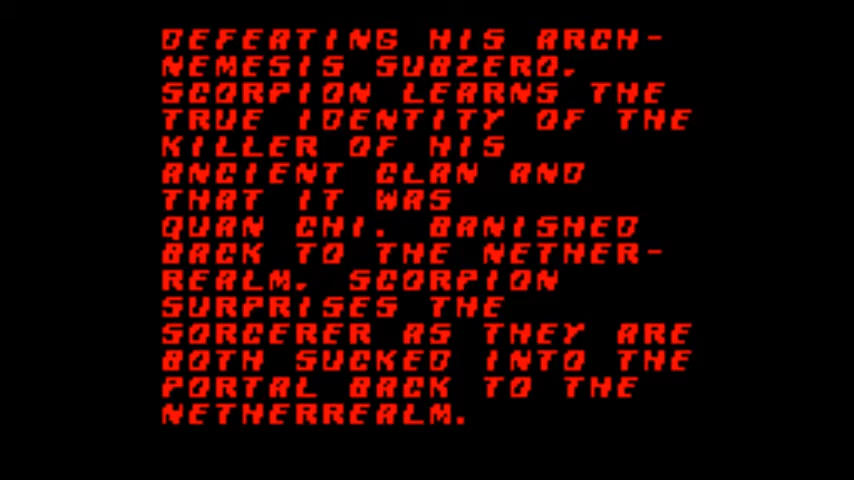 DEFEATING HIS ARCH-
NEMESIS SUBZERO.
SCORPION LEARNS THE
TRUE IDENTITY OF THE
KILLER OF HIS
ANCIENT CLAN AND
THAT IT WAS
QUAN CHI. BANISHED
BACK TO THE NETHER-
REALM. SCORPION
SURPRISES THE
SORCERER AS THEY ARE
BOTH SUCKED INTO THE
PORTAL BACK TO THE
NETHERREALM.